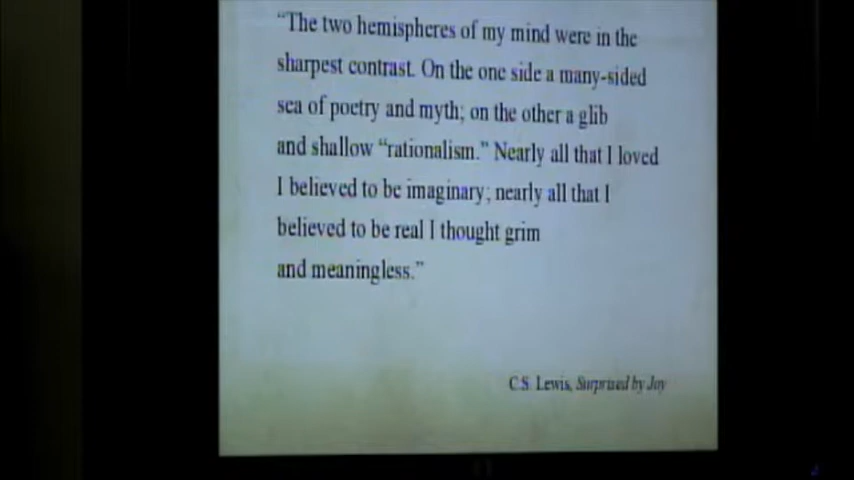 “The two hemispheres of my mind were in the
sharpest contrast. On the one side a many-sided
sea of poetry and myth; on the other a glib
and shallow “rationalism.” Nearly all that I loved
I believed to be imaginary; nearly all that I
believed to be real I thought grim
and meaningless.”
C.S. Lewis, Surprised by Joy